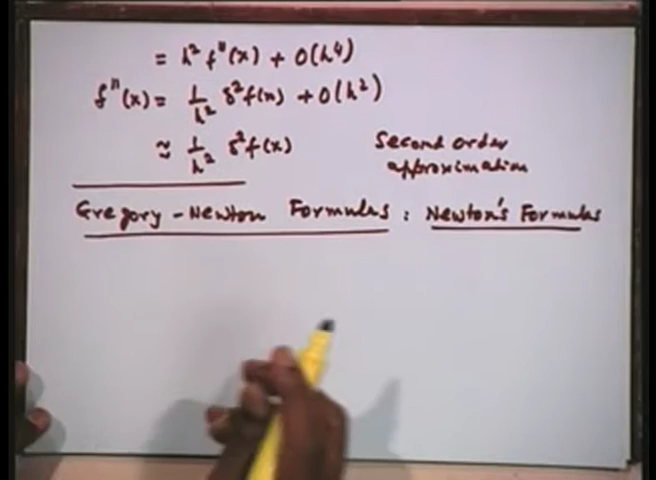 = h² f"(x) + O(h⁴)
f"(x) = 1/h² δ²f(x) + O(h²)
≈ 1/h² δ²f(x) Second order
approximation
Gregory - Newton Formulas : Newton's Formulas